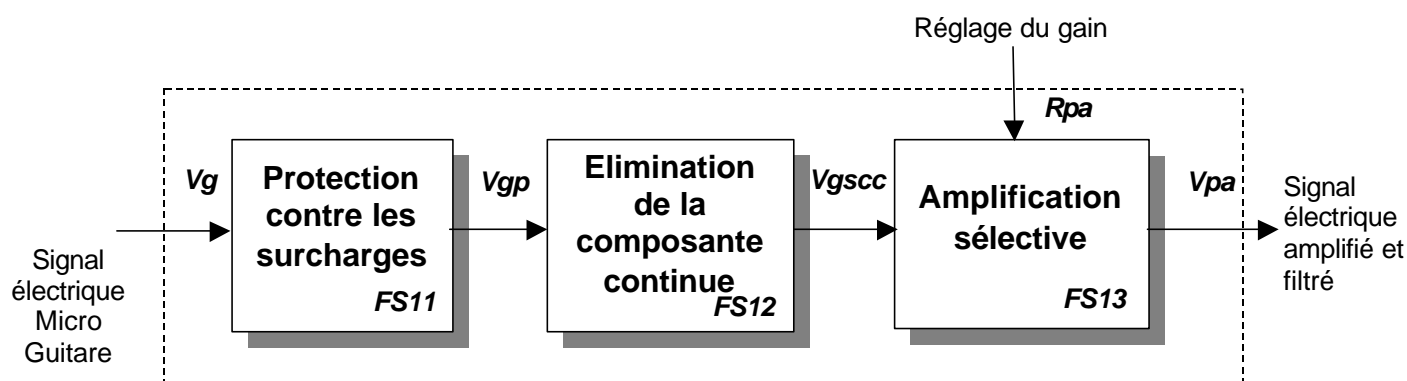 Réglage du gain
Rpa
Vg
Protection
contre les
surcharges
FS11
Vgp
Elimination
de la
composante
continue
FS12
Vgscc
Amplification
sélective
FS13
Vpa
Signal
électrique
Micro
Guitare
Signal
électrique
amplifié et
filtré